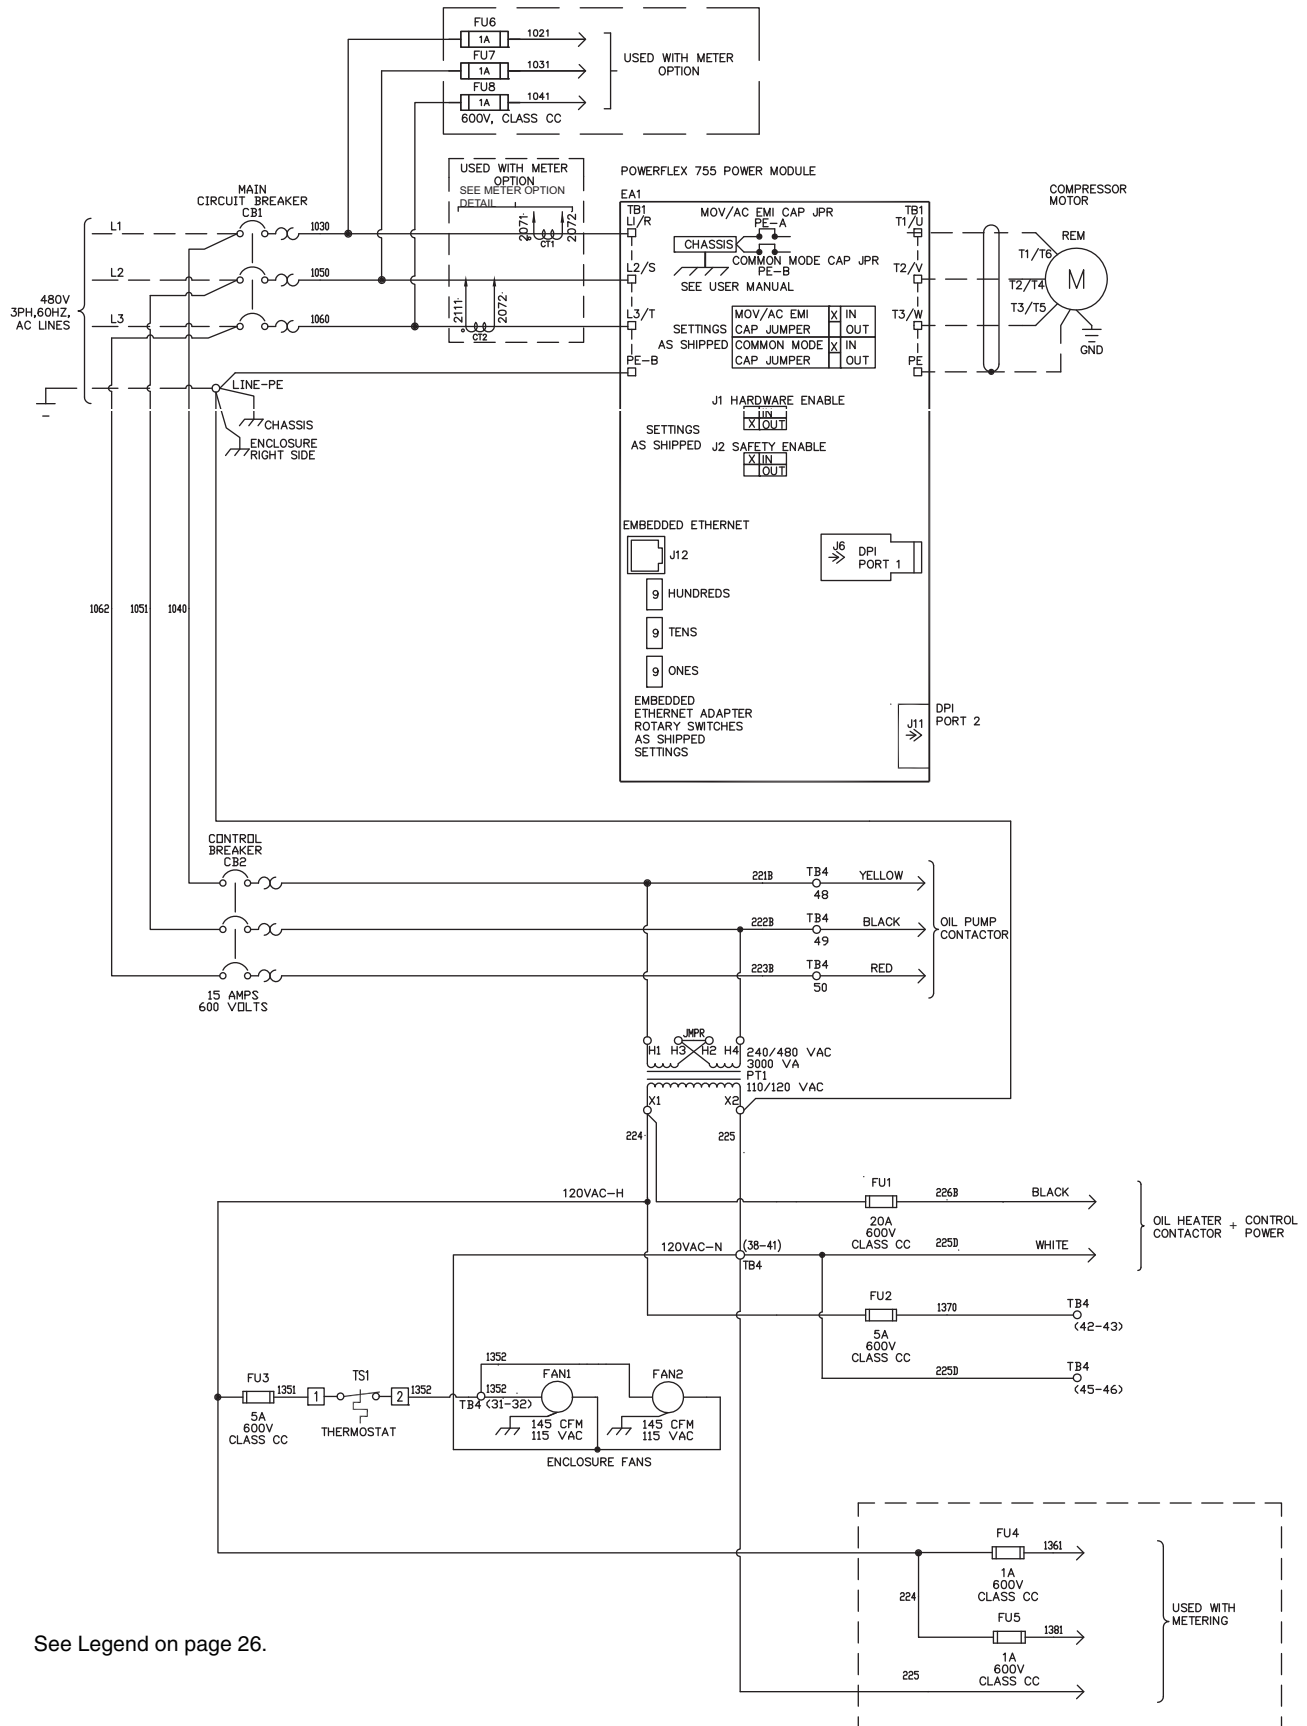 FU6
1A
1021
FU7
1A
1031
FU8
1A
1041
600V, CLASS CC
USED WITH METER
OPTION
USED WITH METER
OPTION
SEE METER OPTION
DETAIL
2071
2072
CT1
2111
2072
CT2
MAIN
CIRCUIT BREAKER
CB1
L1
1030
L2
1050
L3
1060
480V
3PH,60HZ,
AC LINES
LINE-PE
CHASSIS
ENCLOSURE
RIGHT SIDE
POWERFLEX 755 POWER MODULE
EA1
TB1
L1/R
L2/S
L3/T
PE-B
MOV/AC EMI CAP JPR
PE-A
CHASSIS
COMMON MODE CAP JPR
PE-B
SEE USER MANUAL
SETTINGS
AS SHIPPED
MOV/AC EMI
CAP JUMPER
X IN
OUT
COMMON MODE
CAP JUMPER
X IN
OUT
TB1
T1/U
T2/V
T3/W
PE
COMPRESSOR
MOTOR
REM
M
T1/T6
T2/T4
T3/T5
GND
J1 HARDWARE ENABLE
IN
X OUT
SETTINGS
AS SHIPPED
J2 SAFETY ENABLE
X IN
OUT
EMBEDDED ETHERNET
J12
9 HUNDREDS
9 TENS
9 ONES
EMBEDDED
ETHERNET ADAPTER
ROTARY SWITCHES
AS SHIPPED
SETTINGS
J6
DPI
PORT 1
J11
DPI
PORT 2
1062
1051
1040
CONTROL
BREAKER
CB2
15 AMPS
600 VOLTS
221B
TB4
48
YELLOW
222B
TB4
49
BLACK
223B
TB4
50
RED
OIL PUMP
CONTACTOR
JMPR
H1
H3
H2
H4
240/480 VAC
3000 VA
PT1
110/120 VAC
X1
X2
224
225
120VAC-H
FU1
20A
600V
CLASS CC
226B
BLACK
120VAC-N
(38-41)
TB4
225D
WHITE
OIL HEATER + CONTROL
CONTACTOR POWER
FU2
5A
600V
CLASS CC
1370
TB4
(42-43)
225D
TB4
(45-46)
FU3
5A
600V
CLASS CC
1351
1
TS1
THERMOSTAT
2
1352
1352
1352
TB4 (31-32)
FAN1
145 CFM
115 VAC
FAN2
145 CFM
115 VAC
ENCLOSURE FANS
FU4
1361
1A
600V
CLASS CC
224
FU5
1381
1A
600V
CLASS CC
225
USED WITH
METERING
See Legend on page 26.